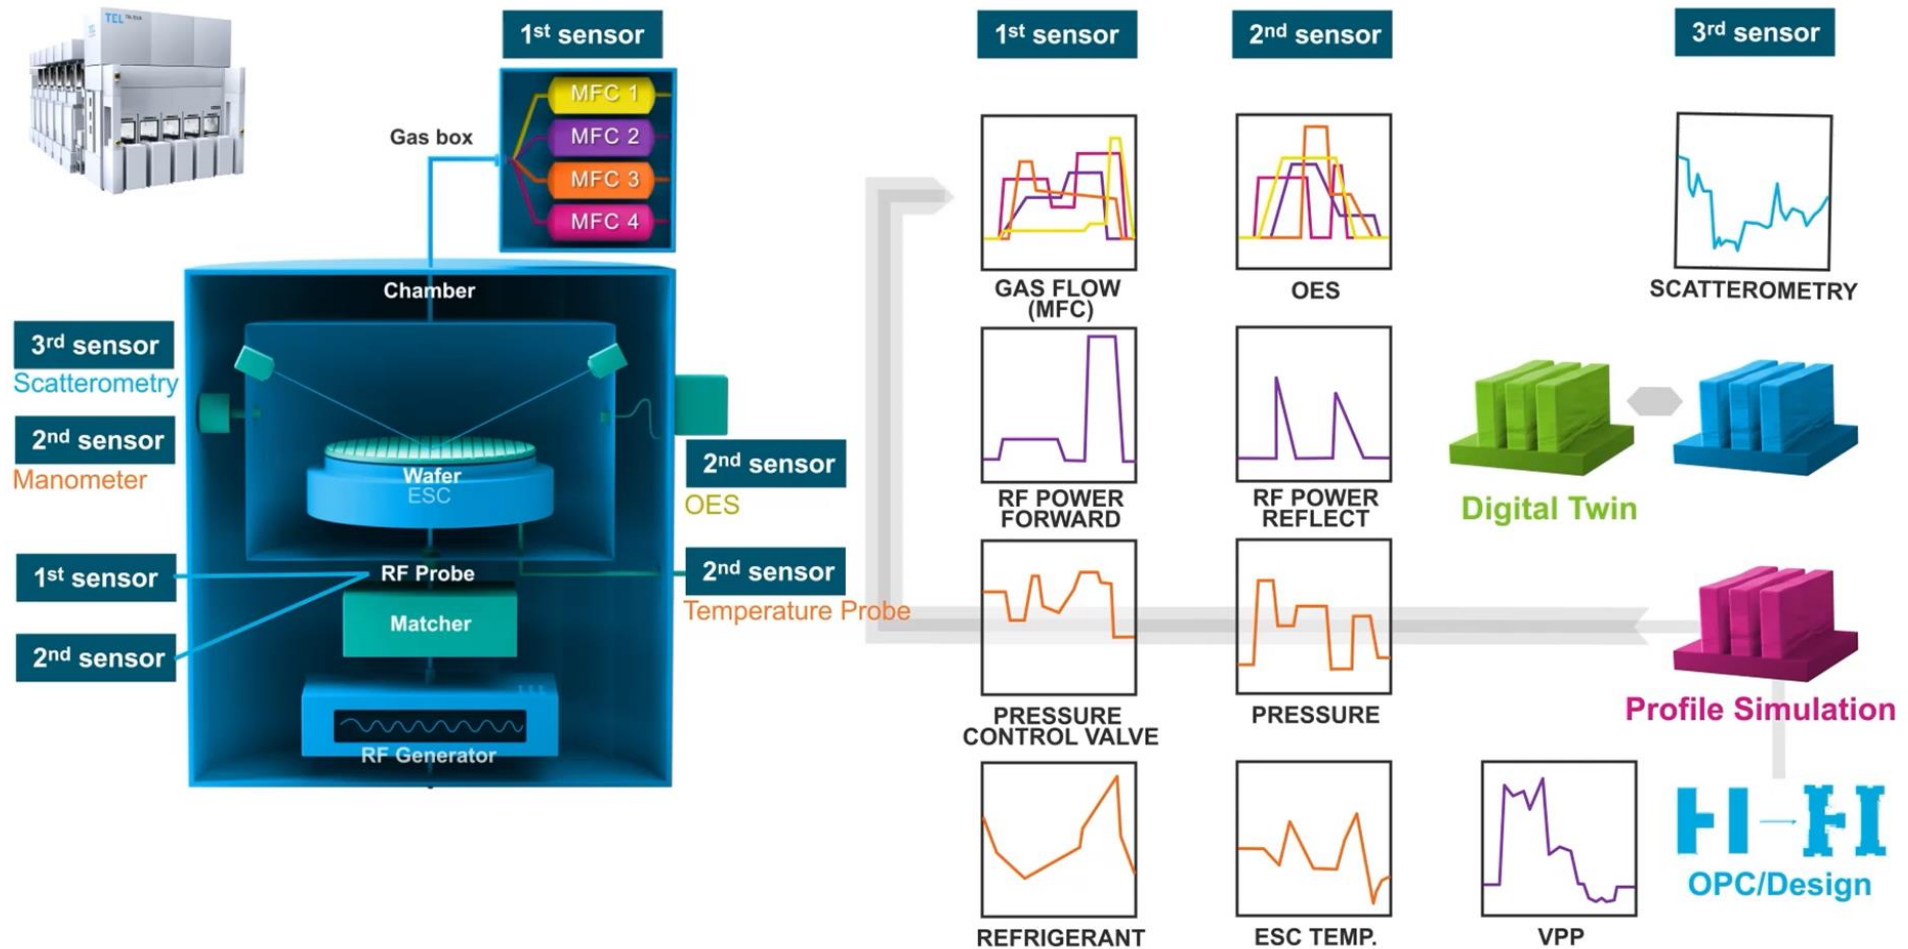 TEL
1st sensor
Gas box
MFC 1
MFC 2
MFC 3
MFC 4
Chamber
3rd sensor
Scatterometry
2nd sensor
Manometer
Wafer
ESC
2nd sensor
OES
1st sensor
2nd sensor
RF Probe
2nd sensor
Temperature Probe
Matcher
RF Generator
1st sensor
2nd sensor
3rd sensor
GAS FLOW
(MFC)
OES
SCATTEROMETRY
RF POWER
FORWARD
RF POWER
REFLECT
Digital Twin
PRESSURE
CONTROL VALVE
PRESSURE
Profile Simulation
REFRIGERANT
ESC TEMP.
VPP
OPC/Design